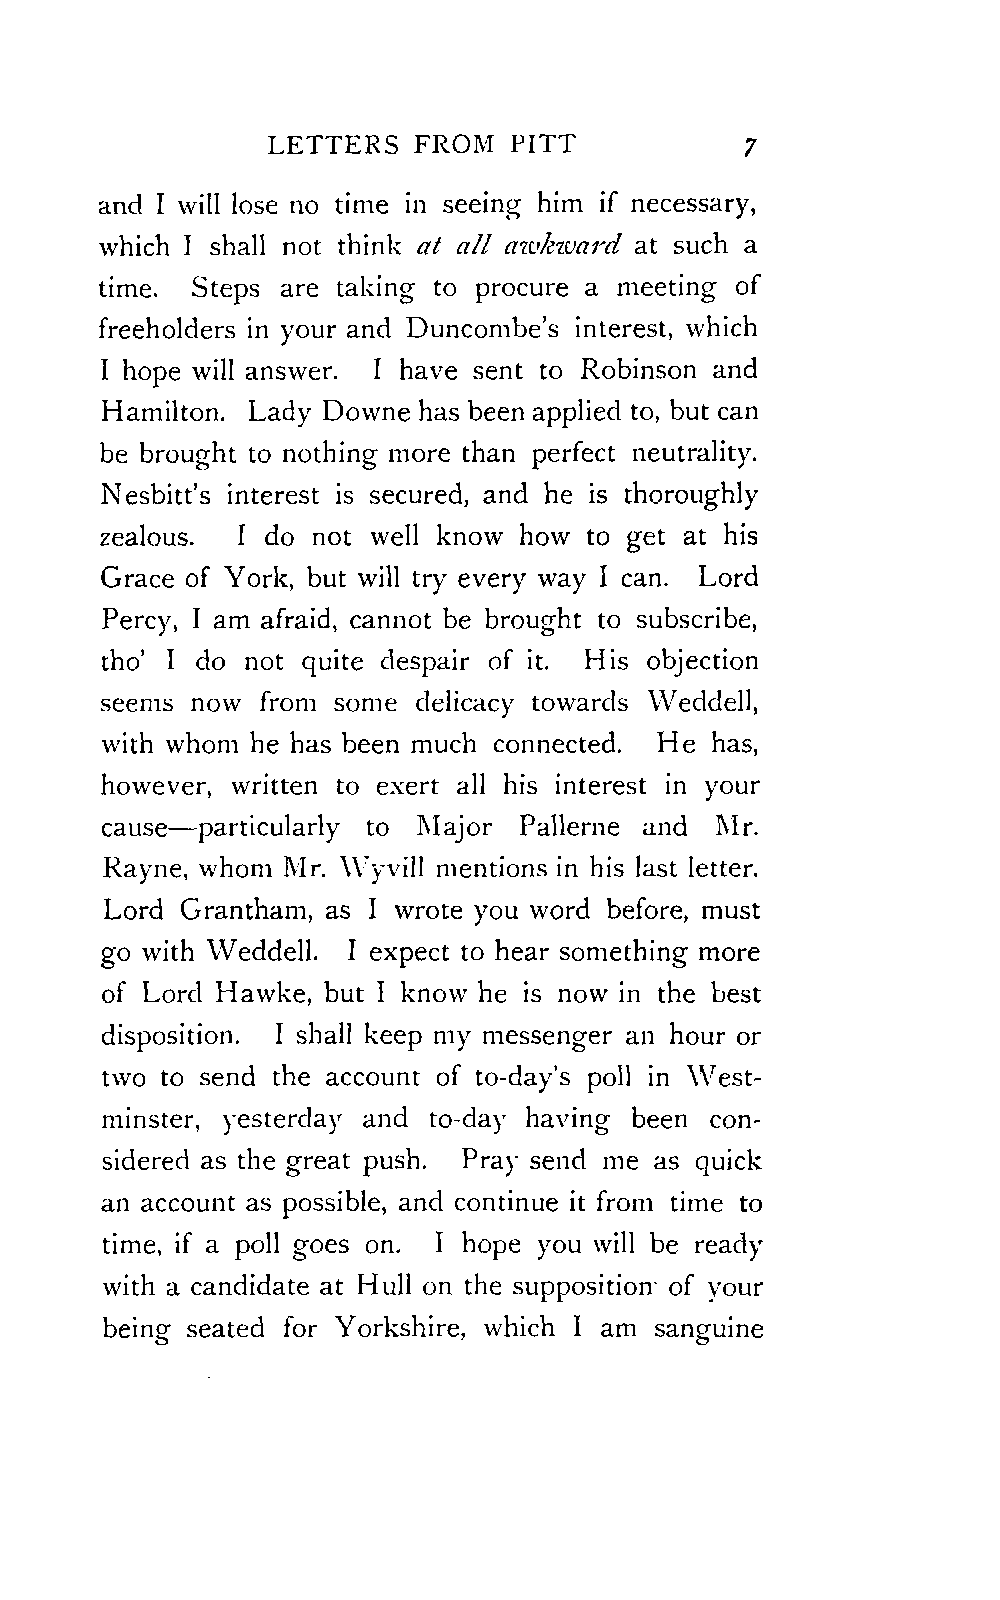 LETTERS FROM PITT 7
and I will lose no time in seeing him if necessary,
which I shall not think at all awkward at such a
time. Steps are taking to procure a meeting of
freeholders in your and Duncombe's interest, which
I hope will answer. I have sent to Robinson and
Hamilton. Lady Downe has been applied to, but can
be brought to nothing more than perfect neutrality.
Nesbitt's interest is secured, and he is thoroughly
zealous. I do not well know how to get at his
Grace of York, but will try every way I can. Lord
Percy, I am afraid, cannot be brought to subscribe,
tho' I do not quite despair of it. His objection
seems now from some delicacy towards Weddell,
with whom he has been much connected. He has,
however, written to exert all his interest in your
cause—particularly to Major Pallerne and Mr.
Rayne, whom Mr. Wyvill mentions in his last letter.
Lord Grantham, as I wrote you word before, must
go with Weddell. I expect to hear something more
of Lord Hawke, but I know he is now in the best
disposition. I shall keep my messenger an hour or
two to send the account of to-day's poll in West-
minster, yesterday and to-day having been con-
sidered as the great push. Pray send me as quick
an account as possible, and continue it from time to
time, if a poll goes on. I hope you will be ready
with a candidate at Hull on the supposition of your
being seated for Yorkshire, which I am sanguine